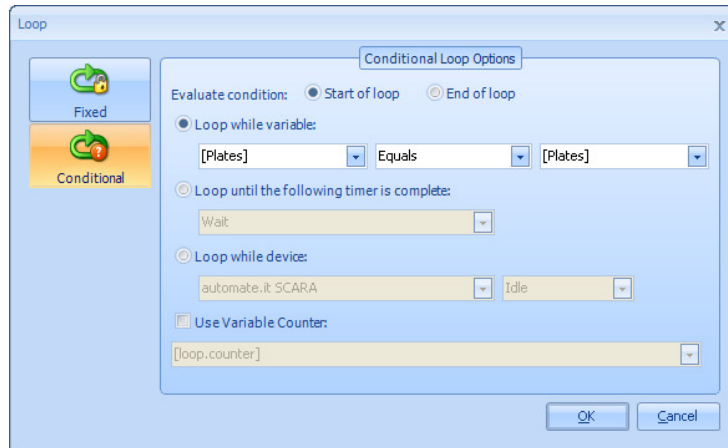 Loop
x
Conditional Loop Options
Fixed
Conditional
Evaluate condition: Start of loop End of loop
Loop while variable:
[Plates] Equals [Plates]
Loop until the following timer is complete:
Wait
Loop while device:
automate.it SCARA Idle
Use Variable Counter:
[loop.counter]
OK Cancel